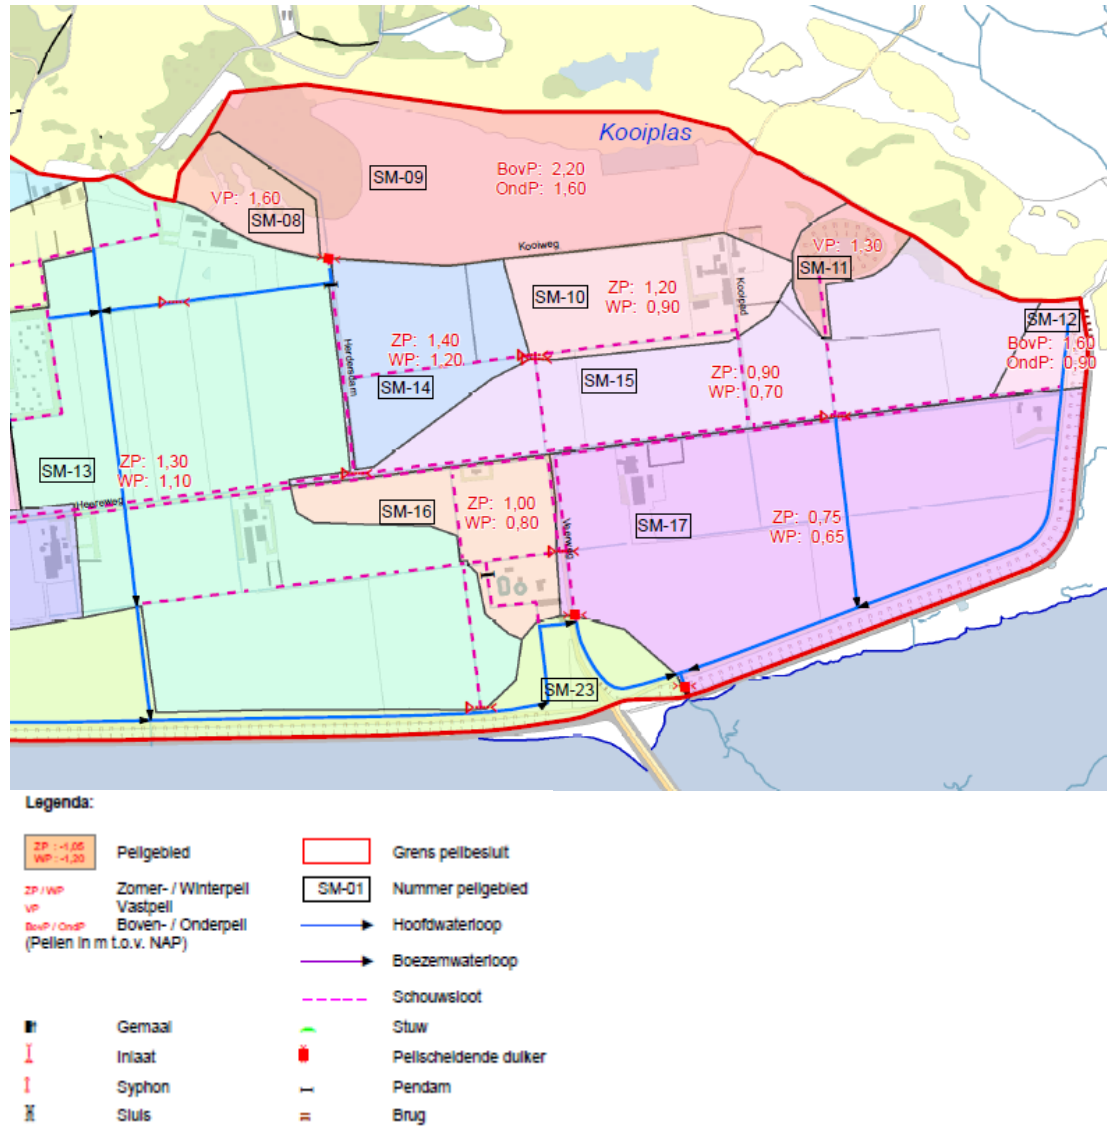 Kooiplas
SM-09
BovP: 2,20
OndP: 1,60
VP: 1,60
SM-08
Kooiweg
VP: 1.30
SM-11
SM-10
ZP: 1,20
WP: 0,90
Kooipad
SM-12
BovP: 1,60
OndP: 0,90
ZP: 1,40
WP: 1,20
Herdersdam
SM-14
SM-15
ZP: 0,90
WP: 0,70
SM-13
ZP: 1,30
WP: 1,10
Heereweg
SM-16
ZP: 1,00
WP: 0,80
Veerweg
SM-17
ZP: 0,75
WP: 0,65
SM-23
Legenda:
ZP : -1,05
WP : -1,20
Peilgebied
Grens peilbesluit
ZP / WP Zomer- / Winterpeil
SM-01 Nummer peilgebied
VP Vastpeil
BovP / OndP Boven- / Onderpeil
(Peilen in m t.o.v. NAP)
Hoofdwaterloop
Boezemwaterloop
Schouwsloot
Gemaal
Stuw
Inlaat
Peilscheidende duiker
Syphon
Pendam
Sluis
Brug